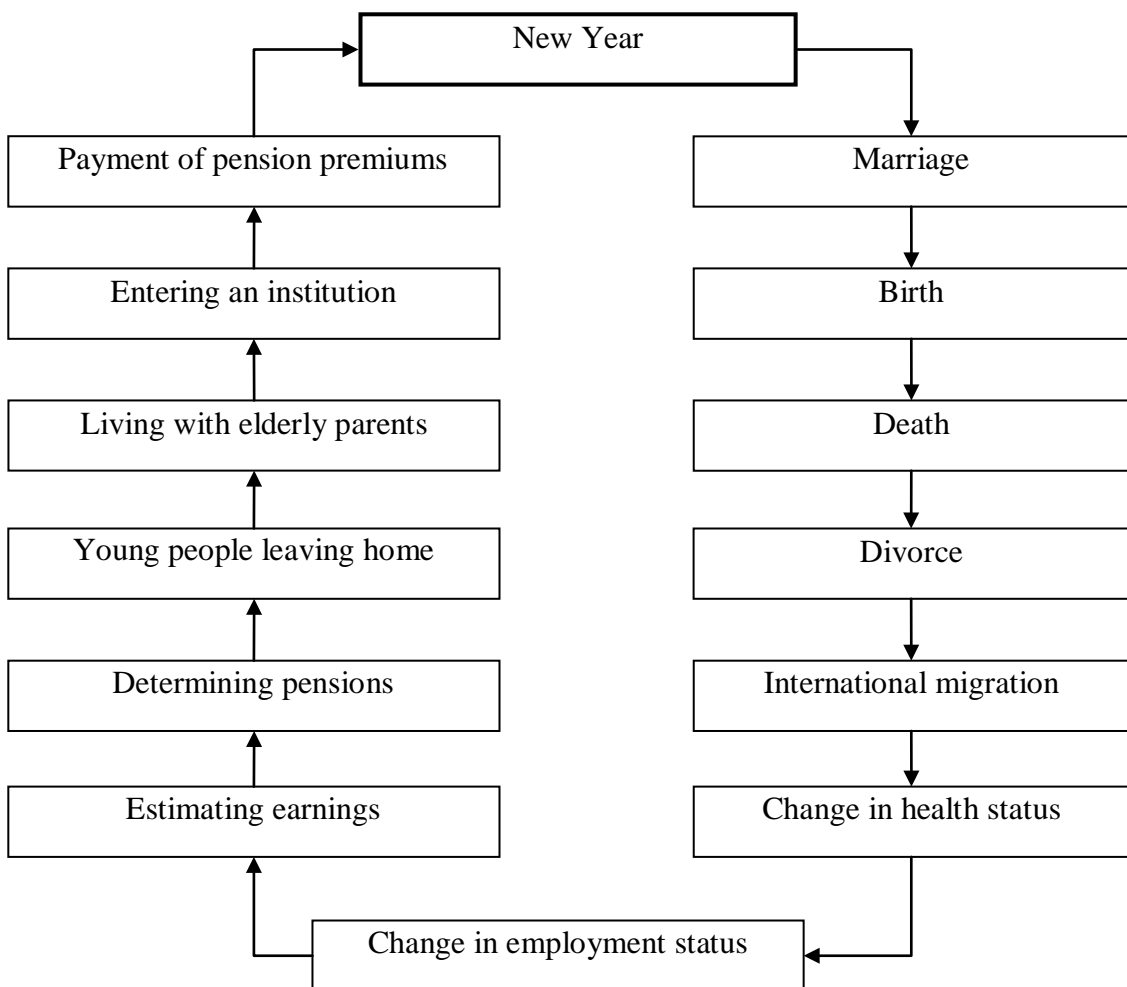 New Year
Payment of pension premiums
Marriage
Entering an institution
Birth
Living with elderly parents
Death
Young people leaving home
Divorce
Determining pensions
International migration
Estimating earnings
Change in health status
Change in employment status